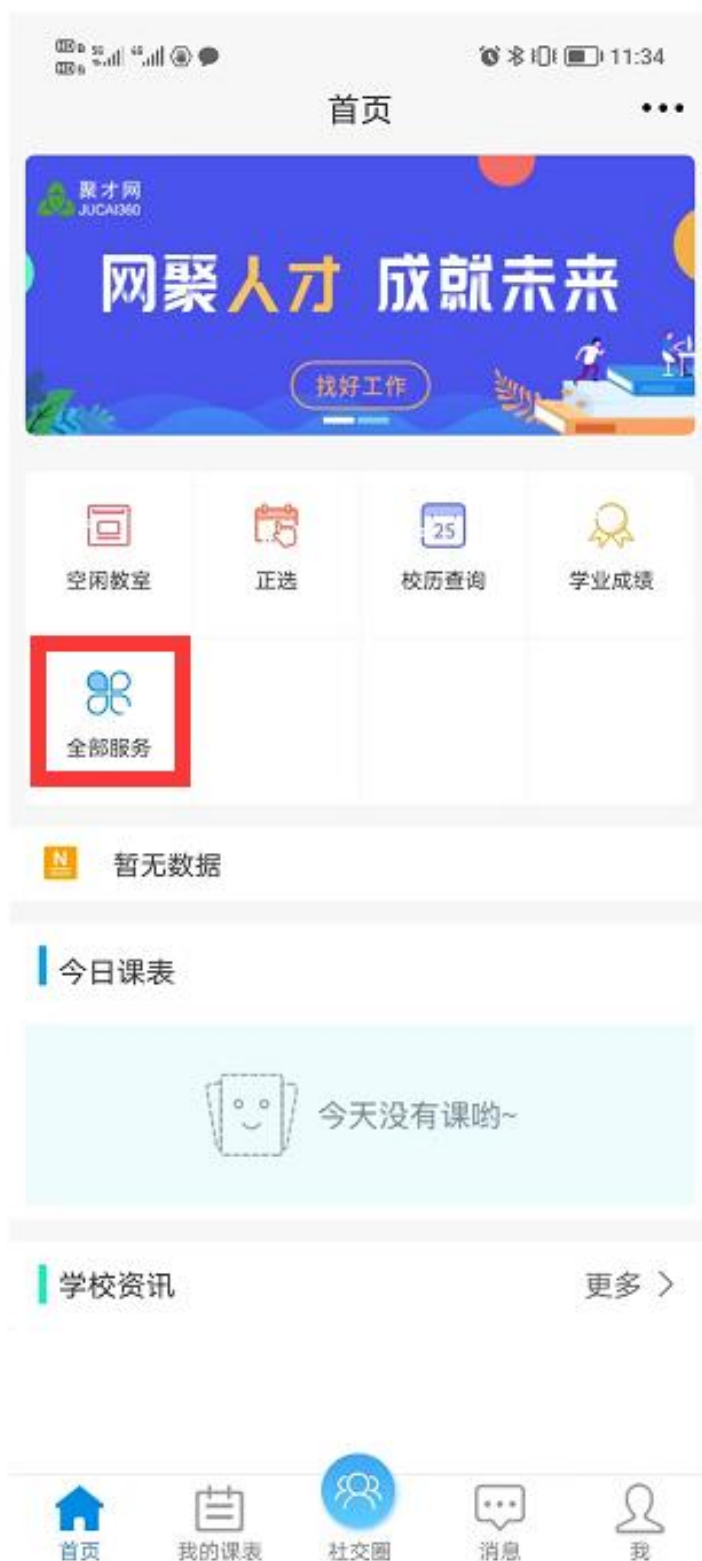 11:34
首页
聚才网
JUCAI360
网聚人才 成就未来
找好工作
空闲教室
正选
25
校历查询
学业成绩
全部服务
N
暂无数据
今日课表
今天没有课哟~
学校资讯
更多
首页
我的课表
社交圈
消息
我